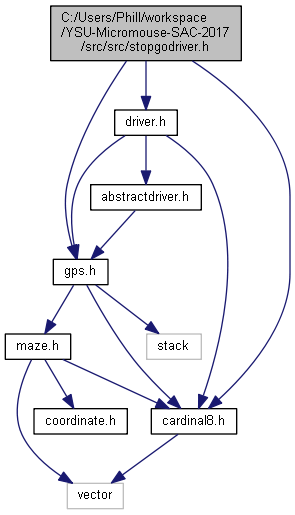 C:/Users/Phill/workspace
/YSU-Micromouse-SAC-2017
/src/src/stopgodriver.h
driver.h
abstractdriver.h
gps.h
maze.h
stack
coordinate.h
cardinal8.h
vector